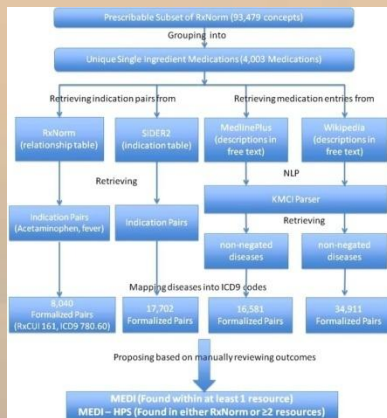 Prescribable Subset of RxNorm (93,479 concepts)
Grouping into
Unique Single Ingredient Medications (4,003 Medications)
Retrieving indication pairs from
Retrieving medication entries from
RxNorm
(relationship table)
SIDER2
(indication table)
MedlinePlus
(descriptions in
free text)
Wikipedia
(descriptions in
free text)
NLP
KMCI Parser
Retrieving
Retrieving
Indication Pairs
(Acetaminophen, fever)
Indication Pairs
non-negated
diseases
non-negated
diseases
Mapping diseases into ICD9 codes
8,040
Formalized Pairs
(RxCUI 161, ICD9 780.60)
17,702
Formalized Pairs
16,581
Formalized Pairs
34,911
Formalized Pairs
Proposing based on manually reviewing outcomes
MEDI (Found within at least 1 resource)
MEDI – HPS (Found in either RxNorm or ≥2 resources)